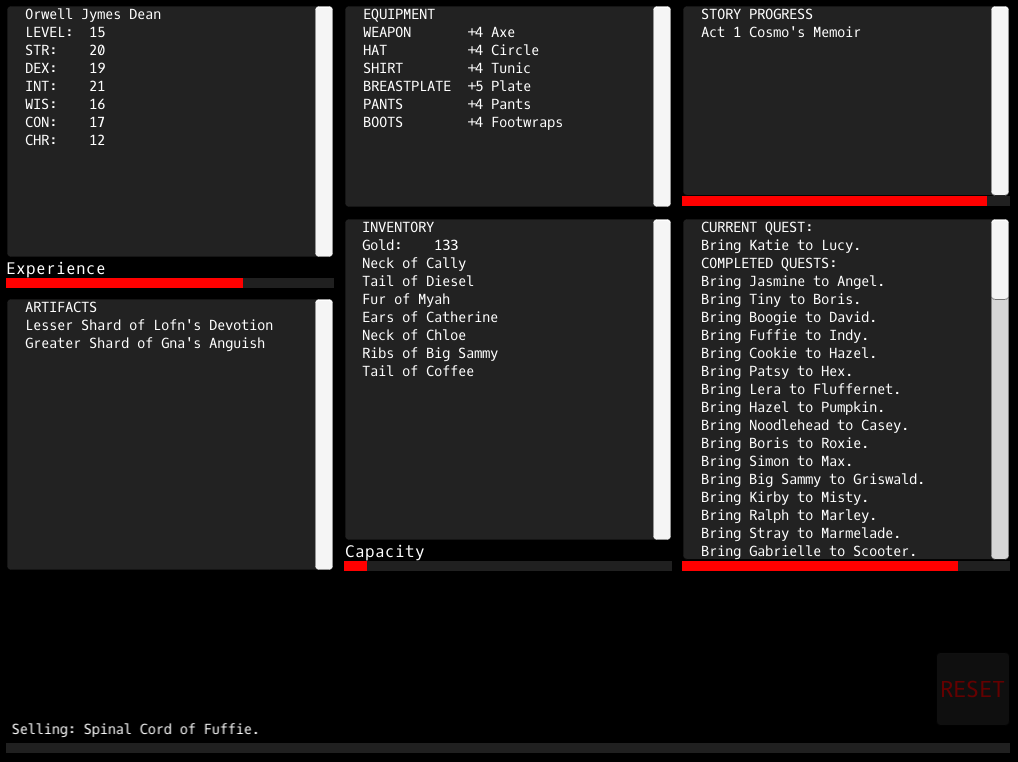 Orwell Jymes Dean
LEVEL: 15
STR: 20
DEX: 19
INT: 21
WIS: 16
CON: 17
CHR: 12
Experience
ARTIFACTS
Lesser Shard of Lofn's Devotion
Greater Shard of Gna's Anguish
EQUIPMENT
WEAPON +4 Axe
HAT +4 Circle
SHIRT +4 Tunic
BREASTPLATE +5 Plate
PANTS +4 Pants
BOOTS +4 Footwraps
INVENTORY
Gold: 133
Neck of Cally
Tail of Diesel
Fur of Myah
Ears of Catherine
Neck of Chloe
Ribs of Big Sammy
Tail of Coffee
Capacity
STORY PROGRESS
Act 1 Cosmo's Memoir
CURRENT QUEST:
Bring Katie to Lucy.
COMPLETED QUESTS:
Bring Jasmine to Angel.
Bring Tiny to Boris.
Bring Boogie to David.
Bring Fuffie to Indy.
Bring Cookie to Hazel.
Bring Patsy to Hex.
Bring Lera to Fluffernet.
Bring Hazel to Pumpkin.
Bring Noodlehead to Casey.
Bring Boris to Roxie.
Bring Simon to Max.
Bring Big Sammy to Griswald.
Bring Kirby to Misty.
Bring Ralph to Marley.
Bring Stray to Marmelade.
Bring Gabrielle to Scooter.
RESET
Selling: Spinal Cord of Fuffie.